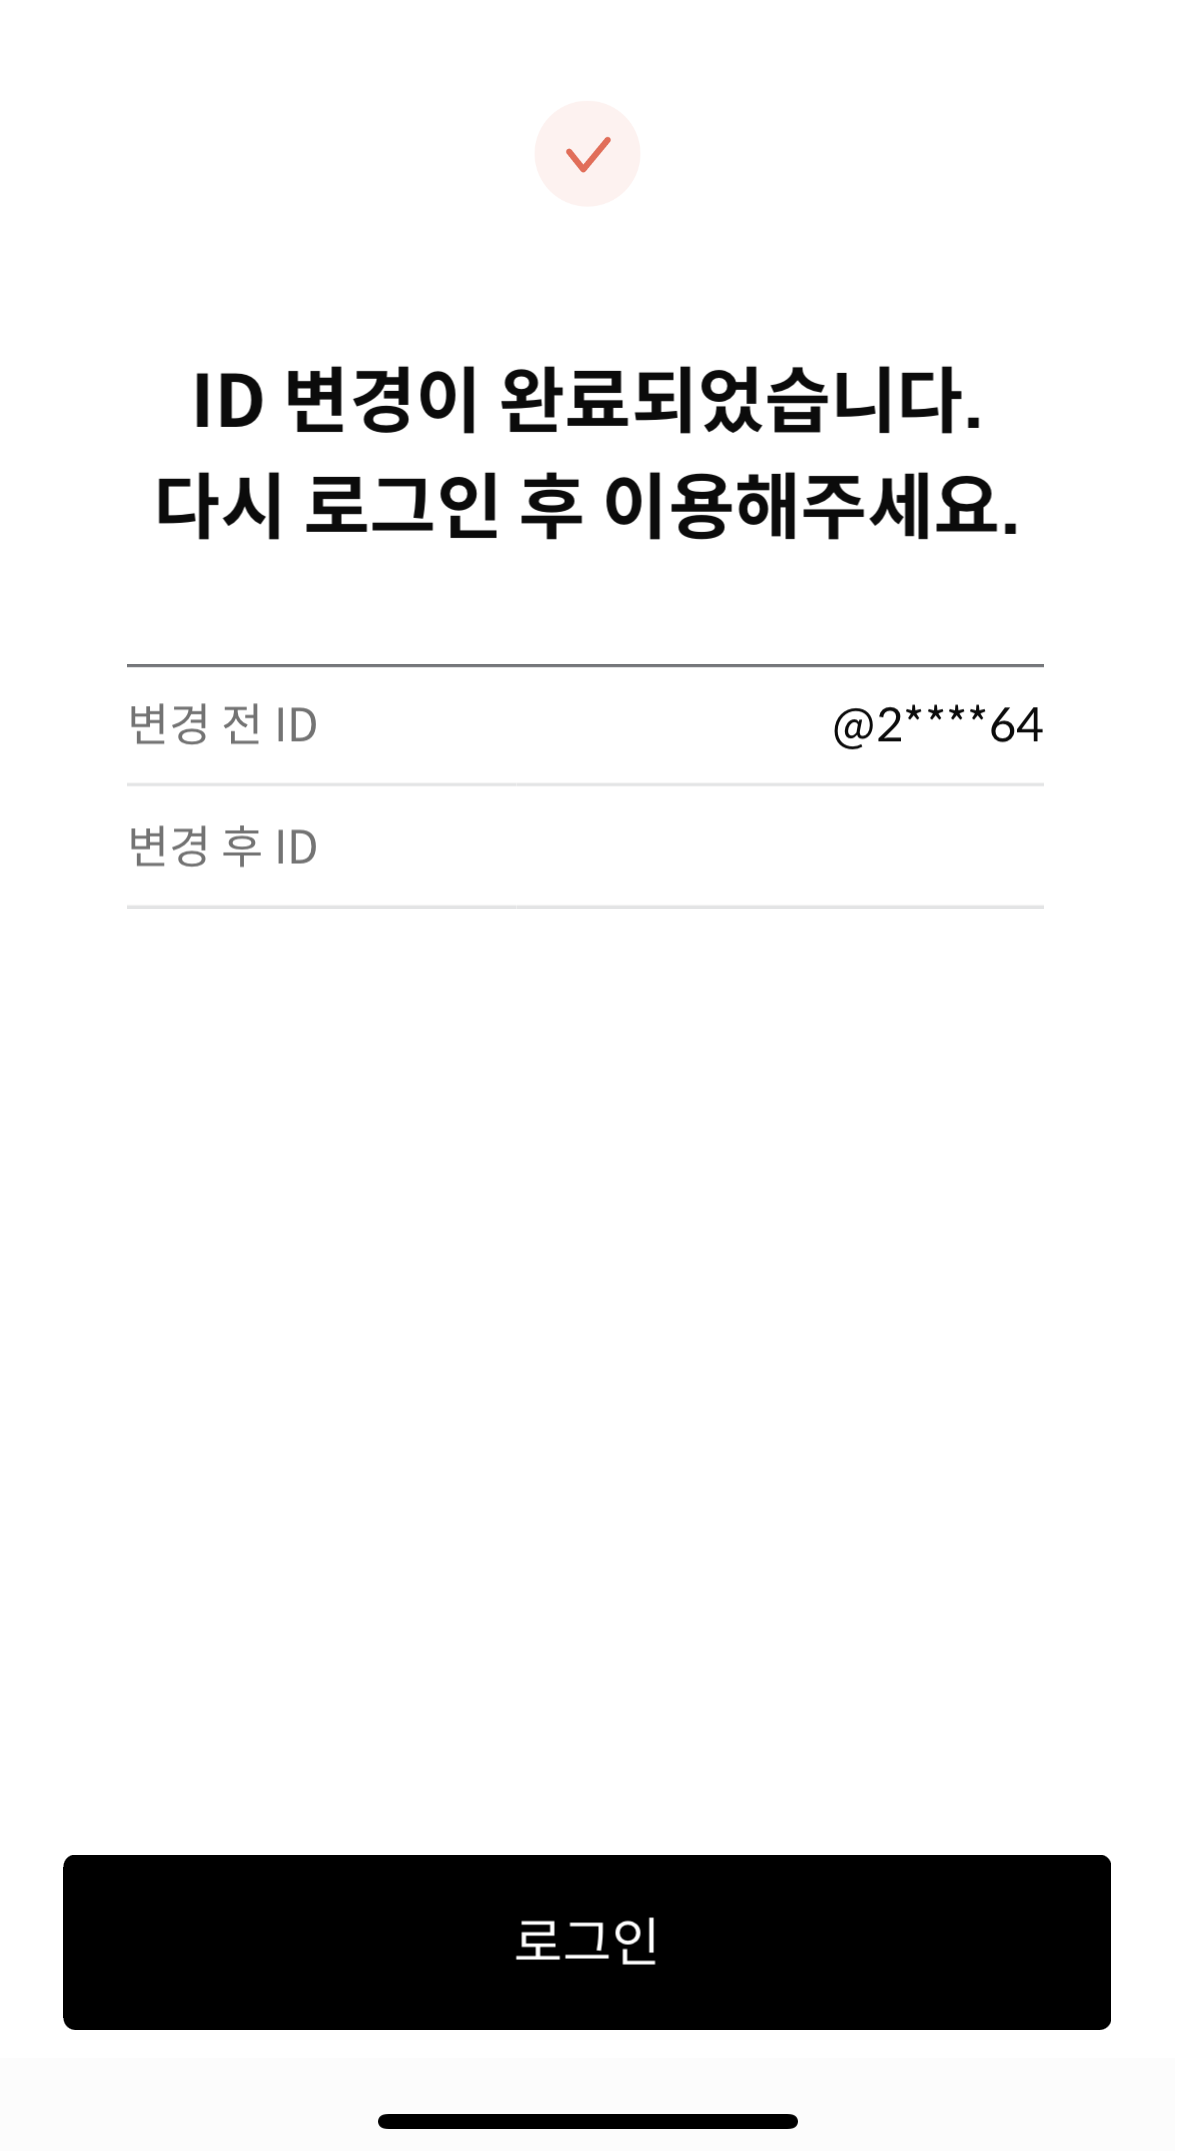 ID 변경이 완료되었습니다.
다시 로그인 후 이용해주세요.
변경 전 ID @2****64
변경 후 ID
로그인